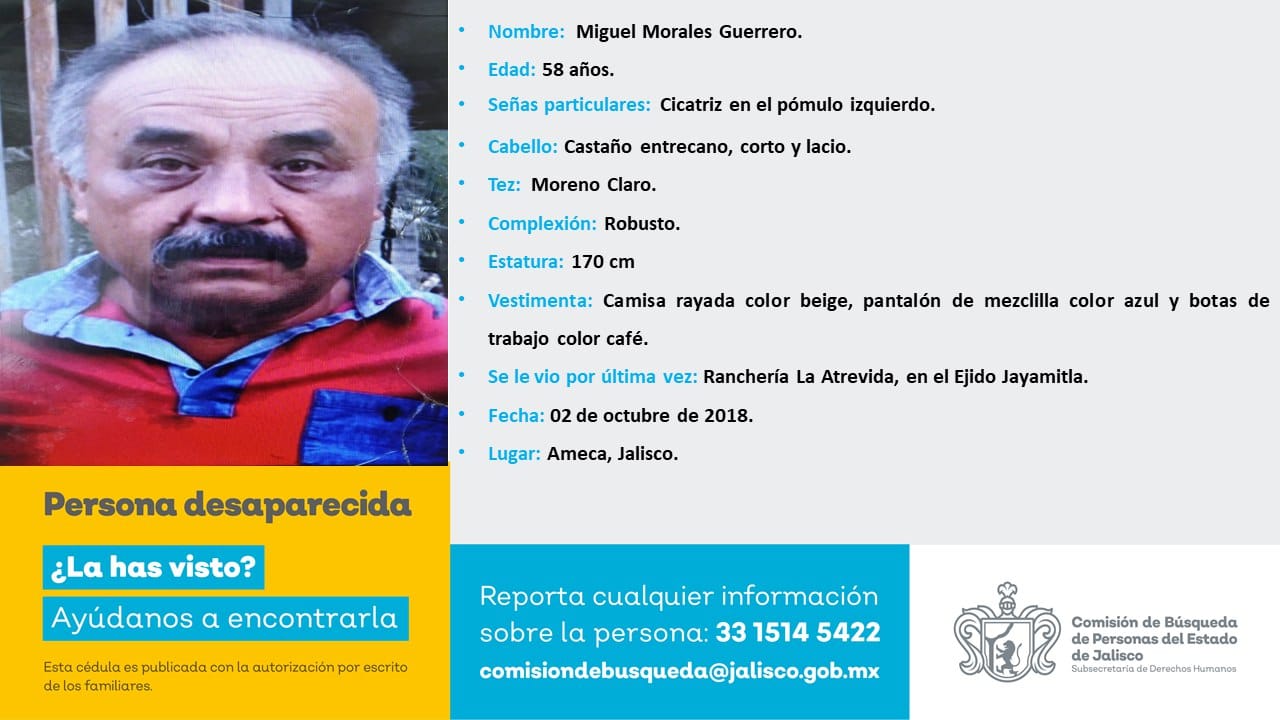 • Nombre: Miguel Morales Guerrero.
• Edad: 58 años.
• Señas particulares: Cicatriz en el pómulo izquierdo.
• Cabello: Castaño entrecano, corto y lacio.
• Tez: Moreno Claro.
• Complexión: Robusto.
• Estatura: 170 cm
• Vestimenta: Camisa rayada color beige, pantalón de mezclilla color azul y botas de
trabajo color café.
• Se le vio por última vez: Ranchería La Atrevida, en el Ejido Jayamitla.
• Fecha: 02 de octubre de 2018.
• Lugar: Ameca, Jalisco.
Persona desaparecida
¿La has visto?
Ayúdanos a encontrarla
Esta cédula es publicada con la autorización por escrito
de los familiares.
Reporta cualquier información
sobre la persona: 33 1514 5422
comisiondebusqueda@jalisco.gob.mx
Comisión de Búsqueda
de Personas del Estado
de Jalisco
Subsecretaría de Derechos Humanos